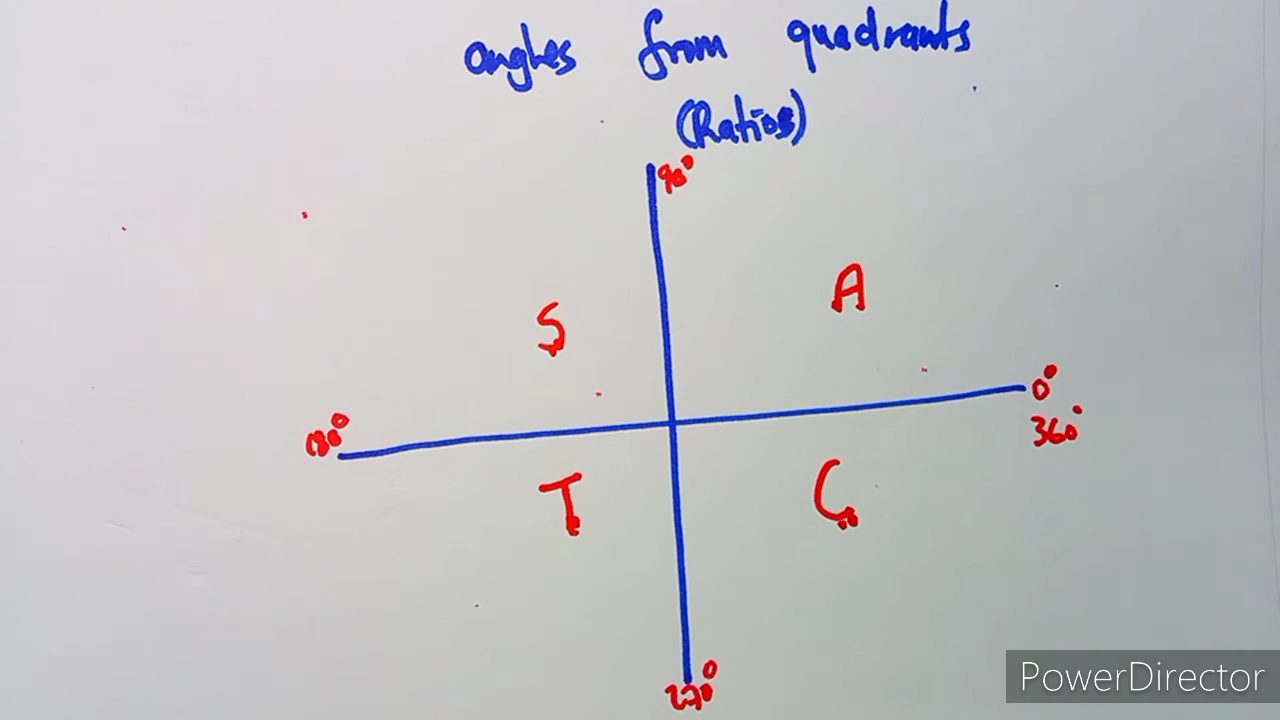 angles from quadrants
(Ratios)
90°
S A
180° 0°
360°
T C
270°
PowerDirector